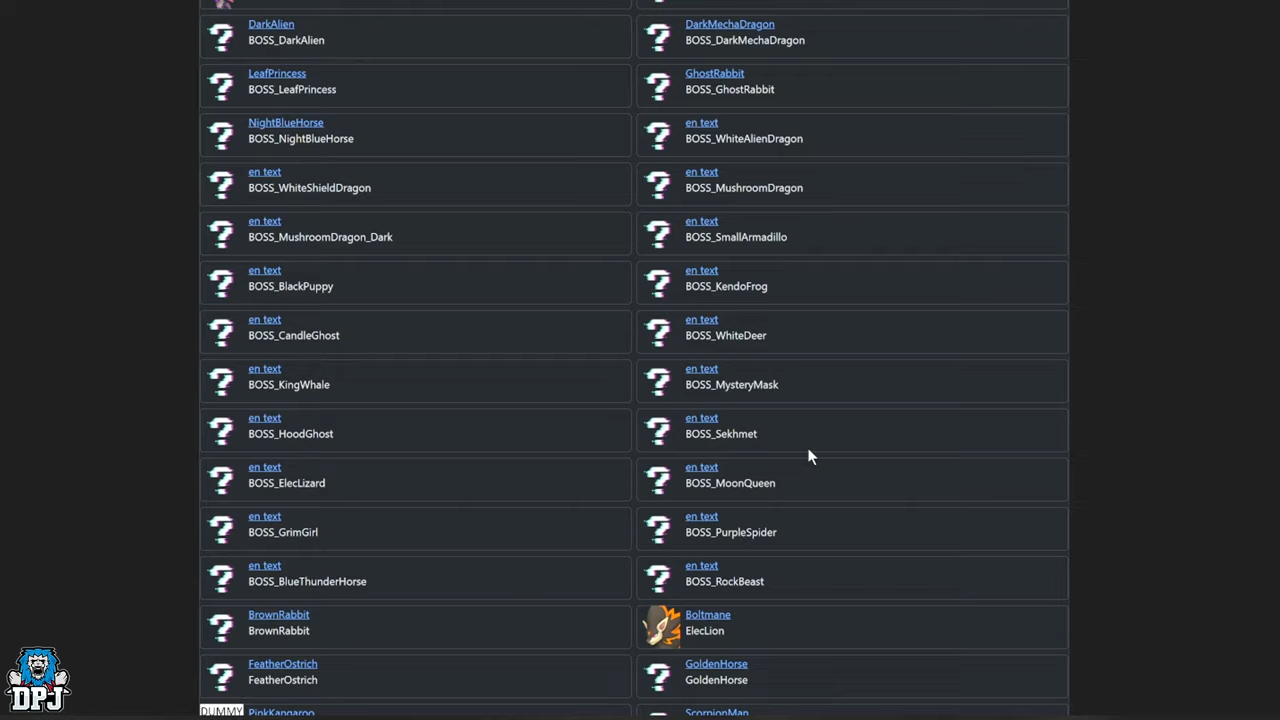 DarkAlien
BOSS_DarkAlien
DarkMechaDragon
BOSS_DarkMechaDragon
LeafPrincess
BOSS_LeafPrincess
GhostRabbit
BOSS_GhostRabbit
NightBlueHorse
BOSS_NightBlueHorse
en text
BOSS_WhiteAlienDragon
en text
BOSS_WhiteShieldDragon
en text
BOSS_MushroomDragon
en text
BOSS_MushroomDragon_Dark
en text
BOSS_SmallArmadillo
en text
BOSS_BlackPuppy
en text
BOSS_KendoFrog
en text
BOSS_CandleGhost
en text
BOSS_WhiteDeer
en text
BOSS_KingWhale
en text
BOSS_MysteryMask
en text
BOSS_HoodGhost
en text
BOSS_Sekhmet
en text
BOSS_ElecLizard
en text
BOSS_MoonQueen
en text
BOSS_GrimGirl
en text
BOSS_PurpleSpider
en text
BOSS_BlueThunderHorse
en text
BOSS_RockBeast
BrownRabbit
BrownRabbit
Boltmane
ElecLion
FeatherOstrich
FeatherOstrich
GoldenHorse
GoldenHorse
DUMMY
PinkKangaroo
ScorpionMan
DPJ